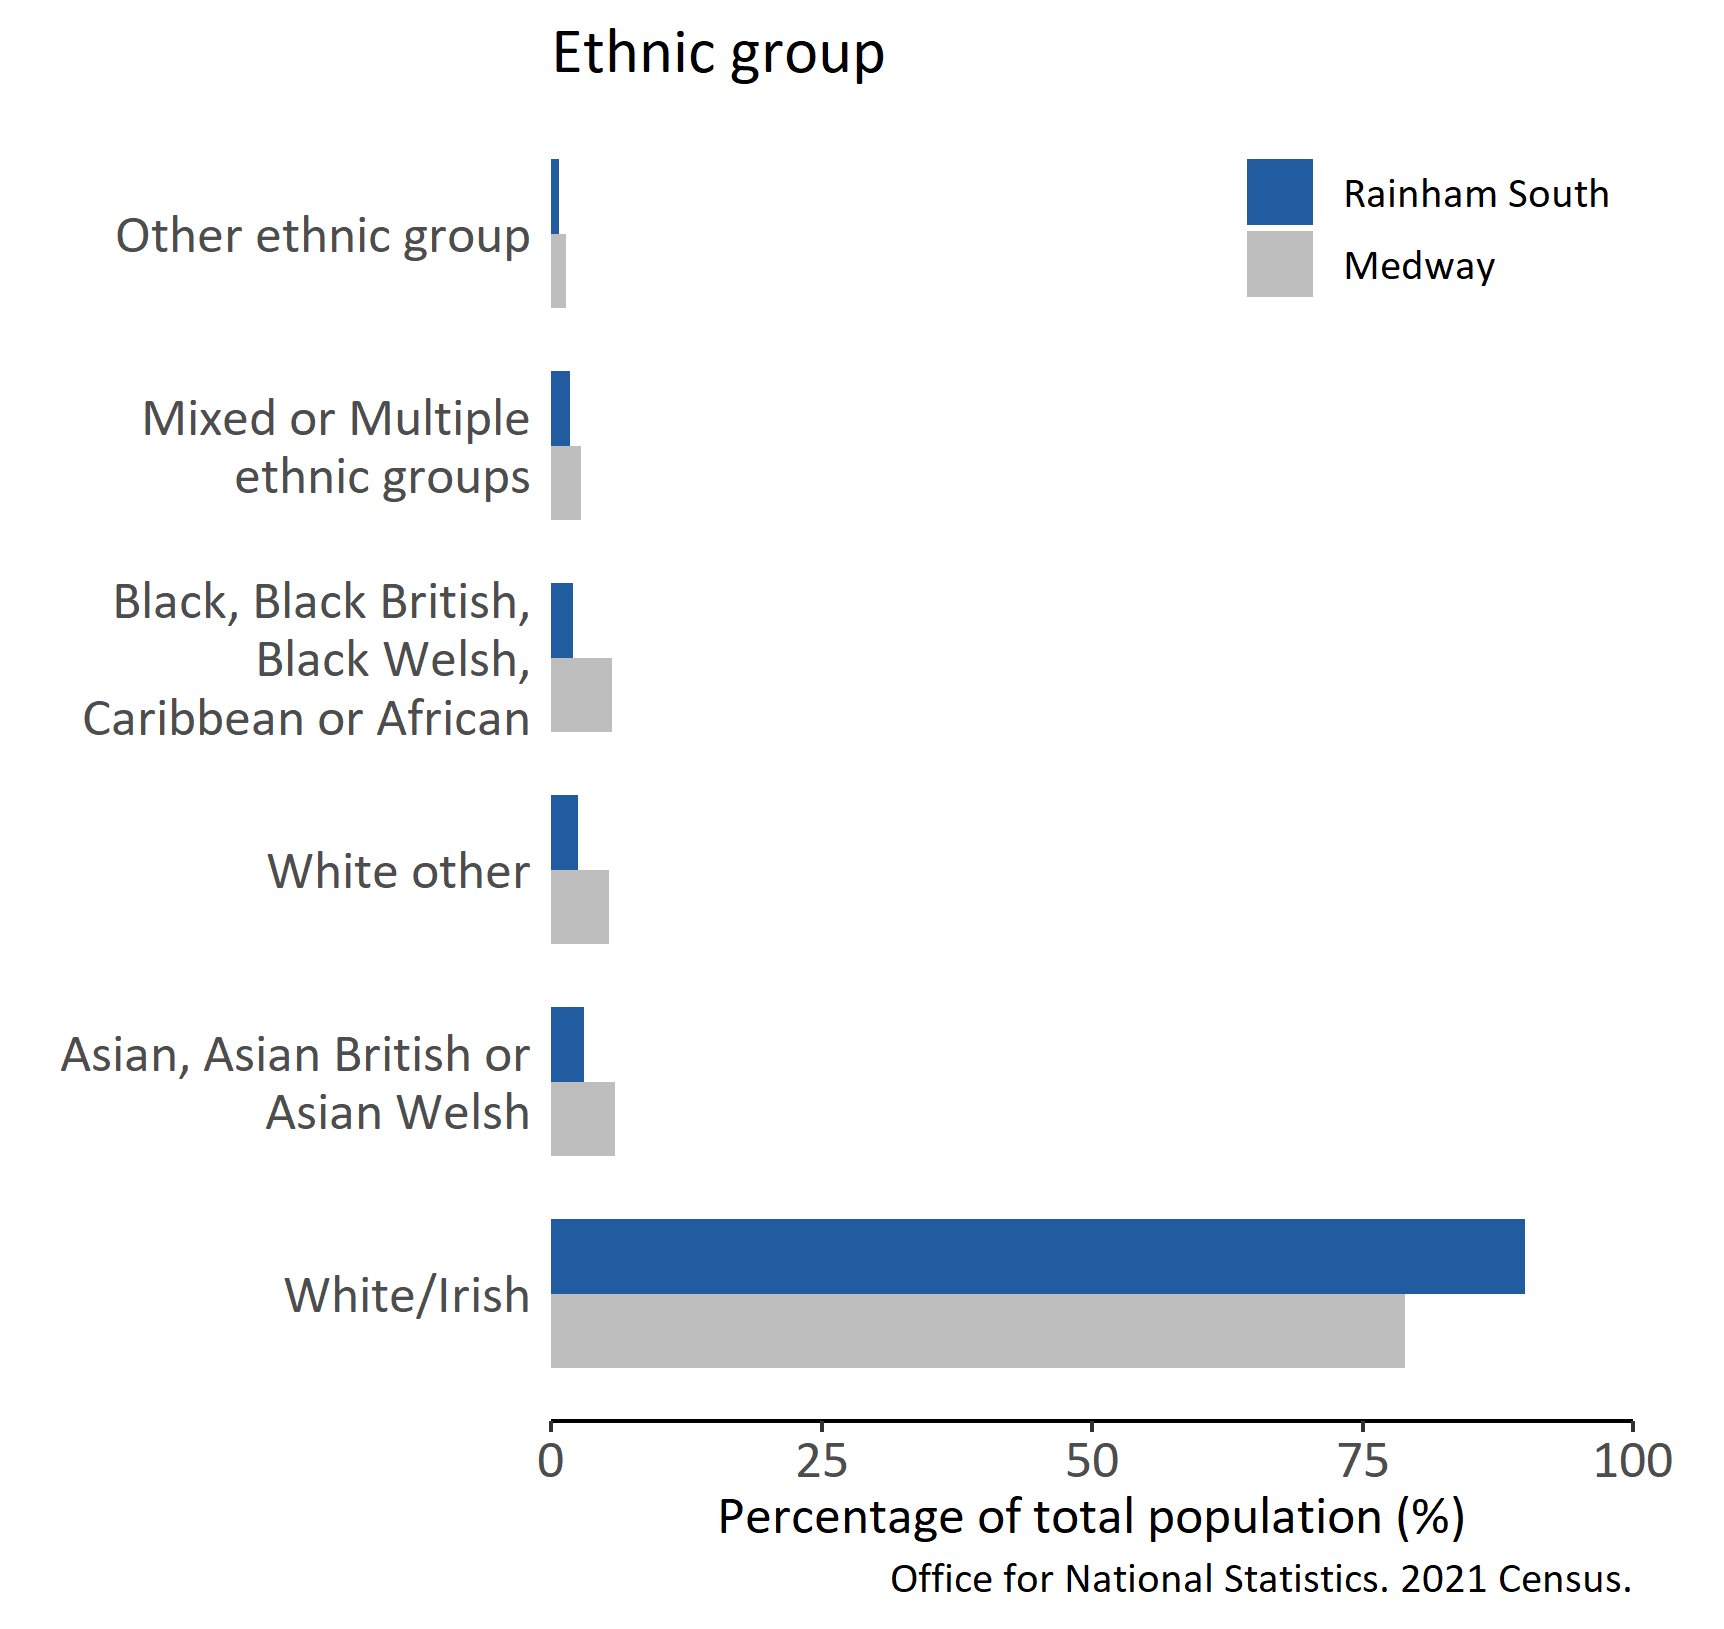 Ethnic group
Rainham South
Medway
Other ethnic group
Mixed or Multiple
ethnic groups
Black, Black British,
Black Welsh,
Caribbean or African
White other
Asian, Asian British or
Asian Welsh
White/Irish
0 25 50 75 100
Percentage of total population (%)
Office for National Statistics. 2021 Census.